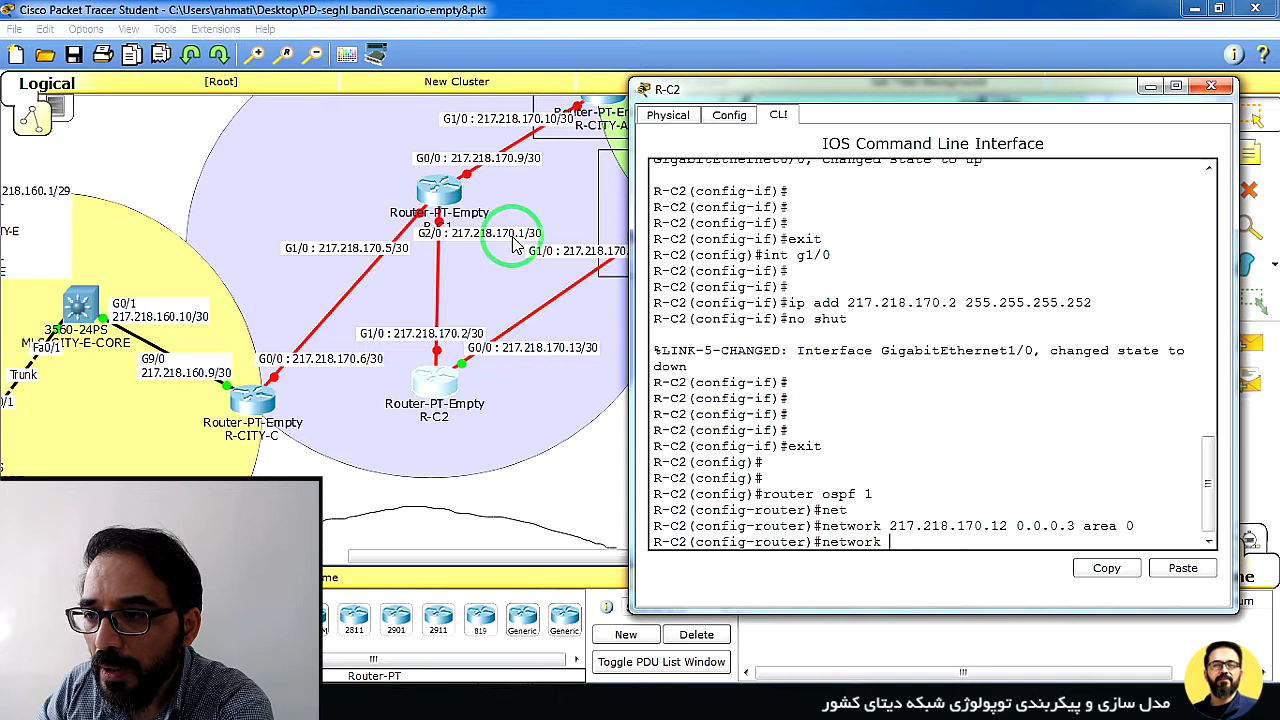 Cisco Packet Tracer Student - C:\Users\rahmati\Desktop\PD-seghl bandi\scenario-empty8.pkt
File Edit Options View Tools Extensions Help
Logical
[Root]
New Cluster
G1/0 : 217.218.170.10/30
R-CITY-A
G0/0 : 217.218.170.9/30
Router-PT-Empty
G2/0 : 217.218.170.1/30
G1/0 : 217.218.170.5/30
G1/0 : 217.218.170.
218.160.1/29
G0/1
217.218.160.10/30
3560-24PS
Fa0/1
Trunk
G9/0
217.218.160.9/30
G0/0 : 217.218.170.6/30
Router-PT-Empty
R-CITY-C
G1/0 : 217.218.170.2/30
G0/0 : 217.218.170.13/30
Router-PT-Empty
R-C2
R-C2
Physical Config CLI
IOS Command Line Interface
GigabitEthernet0/0, changed state to up
R-C2(config-if)#
R-C2(config-if)#
R-C2(config-if)#
R-C2(config-if)#exit
R-C2(config)#int g1/0
R-C2(config-if)#
R-C2(config-if)#
R-C2(config-if)#ip add 217.218.170.2 255.255.255.252
R-C2(config-if)#no shut
%LINK-5-CHANGED: Interface GigabitEthernet1/0, changed state to
down
R-C2(config-if)#
R-C2(config-if)#
R-C2(config-if)#
R-C2(config-if)#
R-C2(config-if)#exit
R-C2(config)#
R-C2(config)#
R-C2(config)#router ospf 1
R-C2(config-router)#net
R-C2(config-router)#network 217.218.170.12 0.0.0.3 area 0
R-C2(config-router)#network
Copy Paste
2811 2901 2911 819 Generic Generic
Router-PT
New Delete
Toggle PDU List Window
مدل سازی و پیکربندی توپولوژی شبکه دیتای کشور